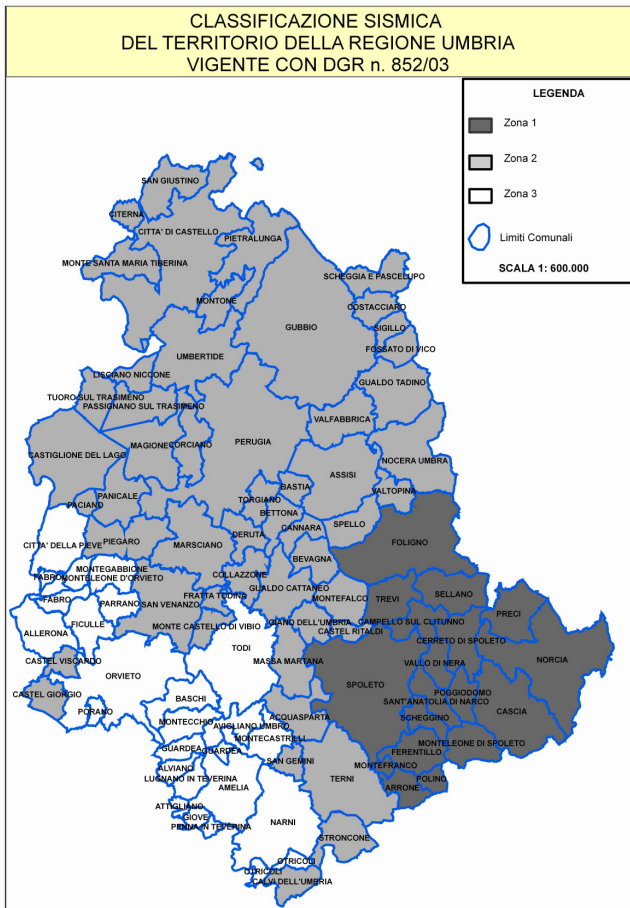 CLASSIFICAZIONE SISMICA
DEL TERRITORIO DELLA REGIONE UMBRIA
VIGENTE CON DGR n. 852/03
LEGENDA
Zona 1
Zona 2
Zona 3
Limiti Comunali
SCALA 1: 600.000
SAN GIUSTINO
CITERNA
CITTA' DI CASTELLO
PIETRALUNGA
MONTE SANTA MARIA TIBERINA
SCHEGGIA E PASCELUPO
MONTONE
COSTACCIARO
GUBBIO
SIGILLO
FOSSATO DI VICO
UMBERTIDE
LISCIANO NICCONE
GUALDO TADINO
TUORO SUL TRASIMENO
PASSIGNANO SUL TRASIMENO
VALFABBRICA
MAGIONE
CORCIANO
PERUGIA
CASTIGLIONE DEL LAGO
NOCERA UMBRA
ASSISI
BASTIA
VALTOPINA
PANICALE
TORGIANO
PACIANO
BETTONA
SPELLO
CANNARA
DERUTA
FOLIGNO
PIEGARO
MARSCIANO
CITTA' DELLA PIEVE
BEVAGNA
MONTEGABBIONE
FABRO
MONTELEONE D'ORVIETO
COLLAZZONE
GUALDO CATTANEO
FRATTA TODINA
SELLANO
TREVI
FABRO
PARRANO
SAN VENANZO
MONTEFALCO
PRECI
FICULLE
GIANO DELL'UMBRIA
CAMPELLO SUL CLITUNNO
MONTE CASTELLO DI VIBIO
CASTEL RITALDI
ALLERONA
CERRETO DI SPOLETO
TODI
CASTEL VISCARDO
MASSA MARTANA
VALLO DI NERA
NORCIA
ORVIETO
SPOLETO
CASTEL GIORGIO
POGGIODOMO
BASCHI
SANT'ANATOLIA DI NARCO
PORANO
CASCIA
ACQUASPARTA
SCHEGGINO
MONTECCHIO
AVIGLIANO UMBRO
MONTECASTRILLI
MONTELEONE DI SPOLETO
GUARDEA
GUARDEA
FERENTILLO
SAN GEMINI
MONTEFRANCO
ALVIANO
LUGNANO IN TEVERINA
TERNI
POLINO
AMELIA
ARRONE
ATTIGLIANO
GIOVE
PENNA IN TEVERINA
NARNI
STRONCONE
OTRICOLI
OTRICOLI
CALVI DELL'UMBRIA